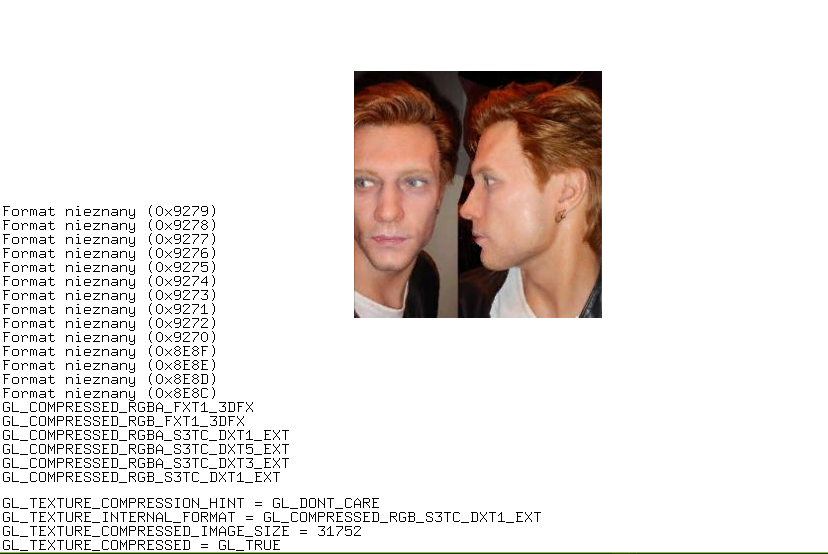 Format nieznany (0x9279)
Format nieznany (0x9278)
Format nieznany (0x9277)
Format nieznany (0x9276)
Format nieznany (0x9275)
Format nieznany (0x9274)
Format nieznany (0x9273)
Format nieznany (0x9271)
Format nieznany (0x9272)
Format nieznany (0x9270)
Format nieznany (0x8E8F)
Format nieznany (0x8E8E)
Format nieznany (0x8E8D)
Format nieznany (0x8E8C)
GL_COMPRESSED_RGBA_FXT1_3DFX
GL_COMPRESSED_RGB_FXT1_3DFX
GL_COMPRESSED_RGBA_S3TC_DXT1_EXT
GL_COMPRESSED_RGBA_S3TC_DXT5_EXT
GL_COMPRESSED_RGBA_S3TC_DXT3_EXT
GL_COMPRESSED_RGB_S3TC_DXT1_EXT
GL_TEXTURE_COMPRESSION_HINT = GL_DONT_CARE
GL_TEXTURE_INTERNAL_FORMAT = GL_COMPRESSED_RGB_S3TC_DXT1_EXT
GL_TEXTURE_COMPRESSED_IMAGE_SIZE = 31752
GL_TEXTURE_COMPRESSED = GL_TRUE